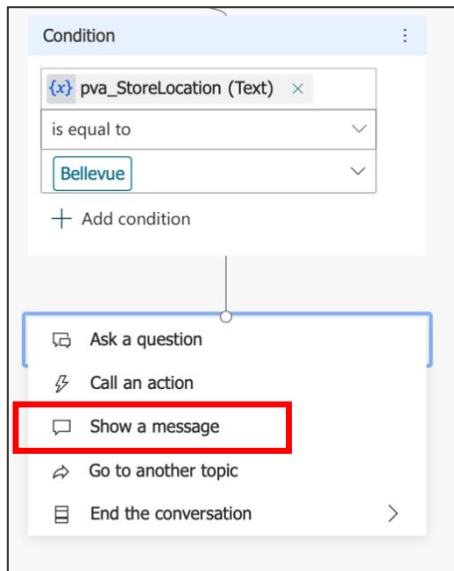 Condition
{x} pva_StoreLocation (Text) ×
is equal to
Bellevue
+ Add condition
Ask a question
Call an action
Show a message
Go to another topic
End the conversation